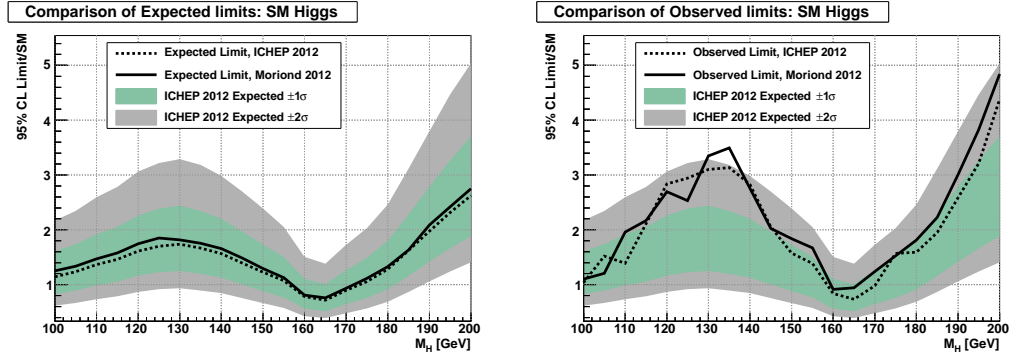 Comparison of Expected limits: SM Higgs
95% CL Limit/SM
Expected Limit, ICHEP 2012
Expected Limit, Moriond 2012
ICHEP 2012 Expected ±1σ
ICHEP 2012 Expected ±2σ
5
4
3
2
1
100 110 120 130 140 150 160 170 180 190 200
M_H [GeV]
Comparison of Observed limits: SM Higgs
95% CL Limit/SM
Observed Limit, ICHEP 2012
Observed Limit, Moriond 2012
ICHEP 2012 Expected ±1σ
ICHEP 2012 Expected ±2σ
5
4
3
2
1
100 110 120 130 140 150 160 170 180 190 200
M_H [GeV]